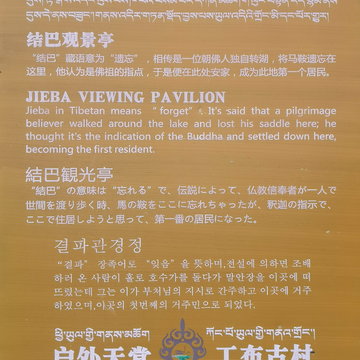 结巴观景亭
“结巴”藏语意为“遗忘”，相传是一位朝佛人独自转湖，将马鞍遗忘在
这里，他认为是佛祖的指点，于是便在此处安家，成为此地第一个居民。
JIEBA VIEWING PAVILION
Jieba in Tibetan means “forget”. It's said that a pilgrimage
believer walked around the lake and lost his saddle here; he
thought it's the indication of the Buddha and settled down here,
becoming the first resident.
結巴観光亭
“結巴”の意味は“忘れる”で、伝説によって、仏教信奉者が一人で
世間を渡り歩く時、馬の鞍をここに忘れちゃったが、釈迦の指示で、
ここで住居しようと思って、第一番の居民になった。
결파관경정
“결파” 장족어로 “잊음”을 뜻하며, 전설에 의하면 조배
하러 온 사람이 홀로 호수가를 돌다가 말안장을 이곳에 떠
뜨렸는데 그는 이가 부처님의 지시로 간주하고 이곳에 거주
하였으며, 이곳의 첫번째의 거주민으로 되었다.
户外天堂 工布古村